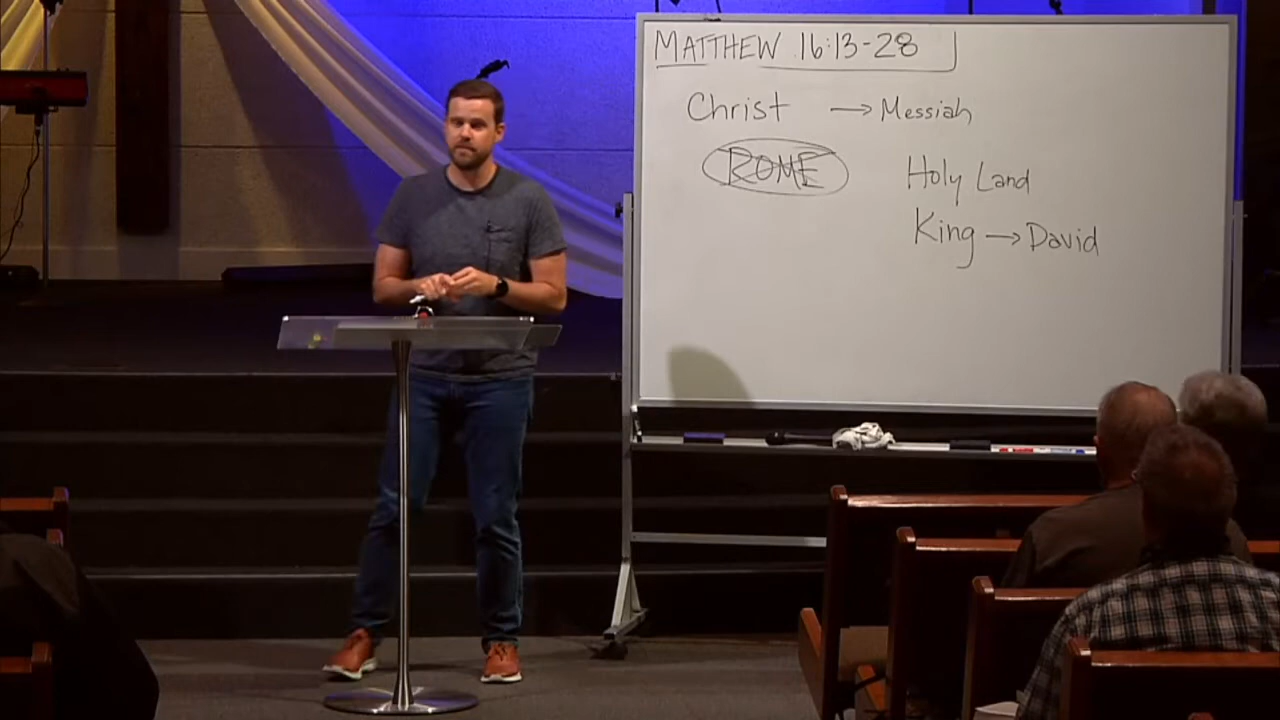 MATTHEW 16:13-28
Christ → Messiah
ROME Holy Land
King → David